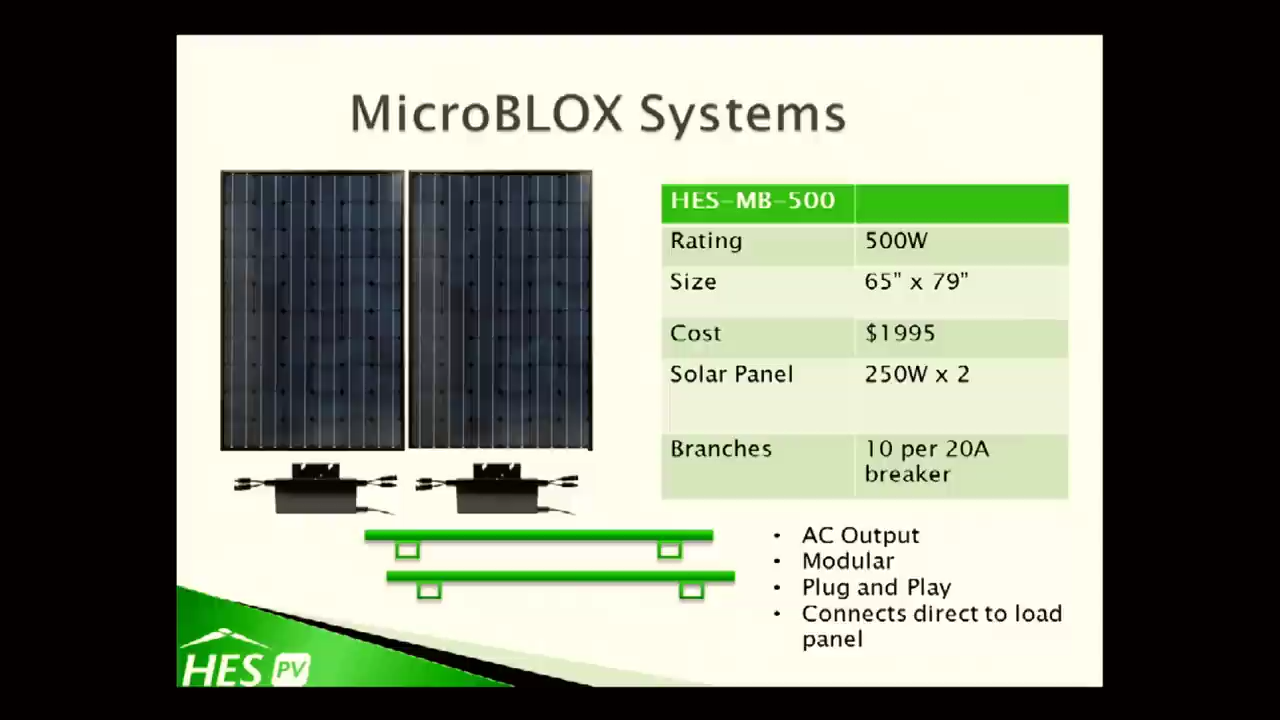 MicroBLOX Systems
HES-MB-500
Rating 500W
Size 65" x 79"
Cost $1995
Solar Panel 250W x 2
Branches 10 per 20A
breaker
• AC Output
• Modular
• Plug and Play
• Connects direct to load
panel
HES PV